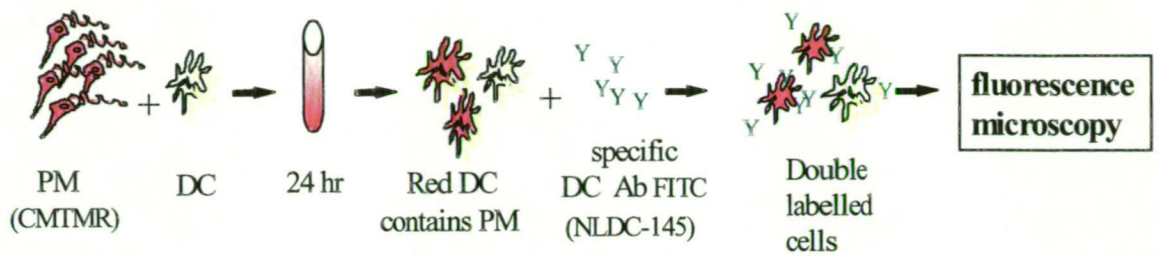 PM
(CMTMR)
+
DC
24 hr
Red DC
contains PM
+
Y Y Y Y Y
specific
DC Ab FITC
(NLDC-145)
Y Y Y Y Y Y Y
Double
labelled
cells
fluorescence
microscopy